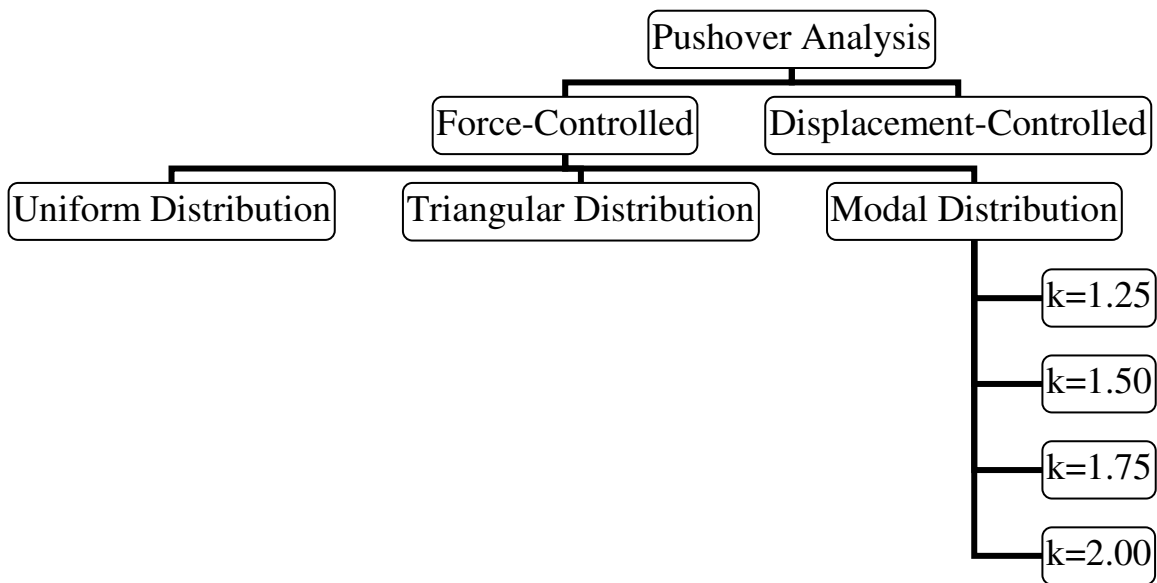 Pushover Analysis
Force-Controlled
Displacement-Controlled
Uniform Distribution
Triangular Distribution
Modal Distribution
k=1.25
k=1.50
k=1.75
k=2.00